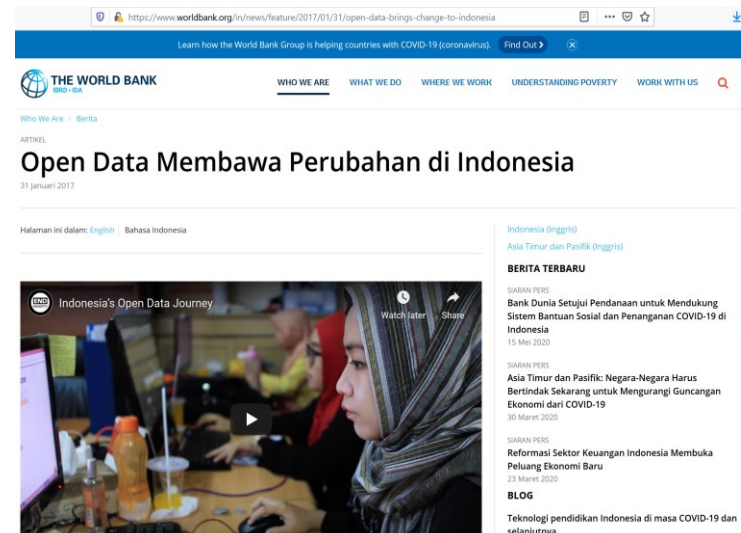 https://www.worldbank.org/in/news/feature/2017/01/31/open-data-brings-change-to-indonesia
Learn how the World Bank Group is helping countries with COVID-19 (coronavirus). Find Out
THE WORLD BANK
IBRD • IDA
WHO WE ARE WHAT WE DO WHERE WE WORK UNDERSTANDING POVERTY WORK WITH US
Who We Are / Berita
ARTIKEL
Open Data Membawa Perubahan di Indonesia
31 Januari 2017
Halaman ini dalam: English | Bahasa Indonesia
END
Indonesia's Open Data Journey
Watch later Share
Indonesia (Inggris)
Asia Timur dan Pasifik (Inggris)
BERITA TERBARU
SIARAN PERS
Bank Dunia Setujui Pendanaan untuk Mendukung
Sistem Bantuan Sosial dan Penanganan COVID-19 di
Indonesia
15 Mei 2020
SIARAN PERS
Asia Timur dan Pasifik: Negara-Negara Harus
Bertindak Sekarang untuk Mengurangi Guncangan
Ekonomi dari COVID-19
30 Maret 2020
SIARAN PERS
Reformasi Sektor Keuangan Indonesia Membuka
Peluang Ekonomi Baru
23 Maret 2020
BLOG
Teknologi pendidikan Indonesia di masa COVID-19 dan
selanjutnya